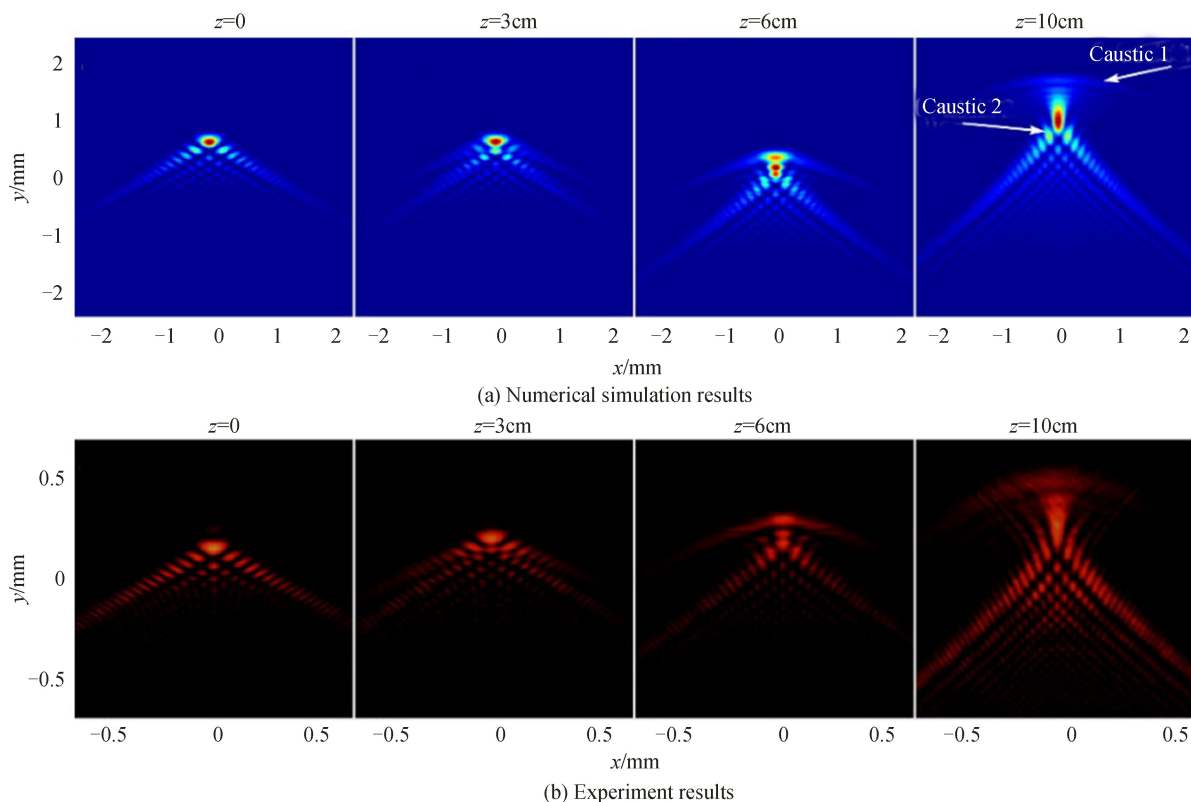 z=0 z=3cm z=6cm z=10cm
2
1
0
−1
−2
y/mm
Caustic 1
Caustic 2
−2 −1 0 1 2 −2 −1 0 1 2 −2 −1 0 1 2 −2 −1 0 1 2
x/mm
(a) Numerical simulation results
z=0 z=3cm z=6cm z=10cm
0.5
0
−0.5
y/mm
−0.5 0 0.5 −0.5 0 0.5 −0.5 0 0.5 −0.5 0 0.5
x/mm
(b) Experiment results